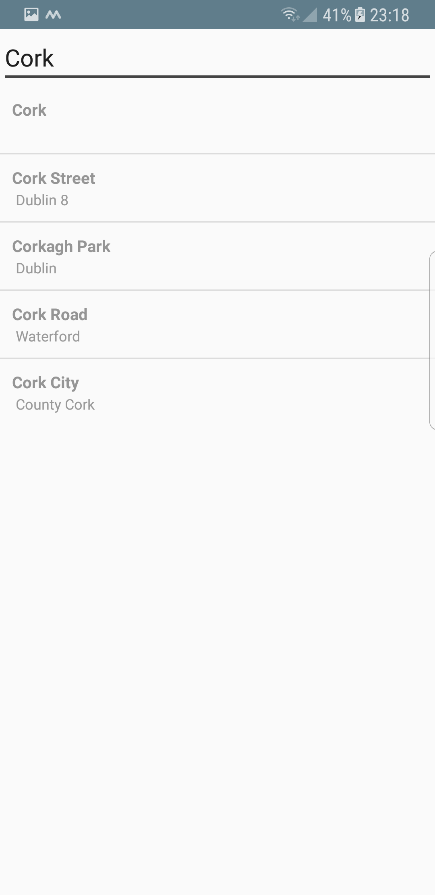 41% 23:18
Cork
Cork
Cork Street
Dublin 8
Corkagh Park
Dublin
Cork Road
Waterford
Cork City
County Cork